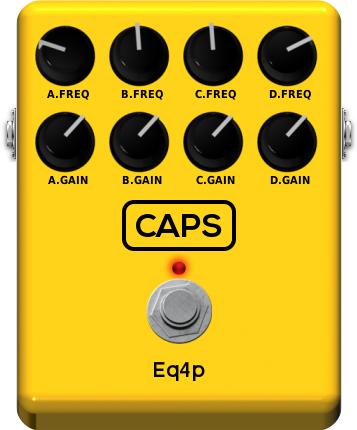 A.FREQ B.FREQ C.FREQ D.FREQ
A.GAIN B.GAIN C.GAIN D.GAIN
CAPS
Eq4p